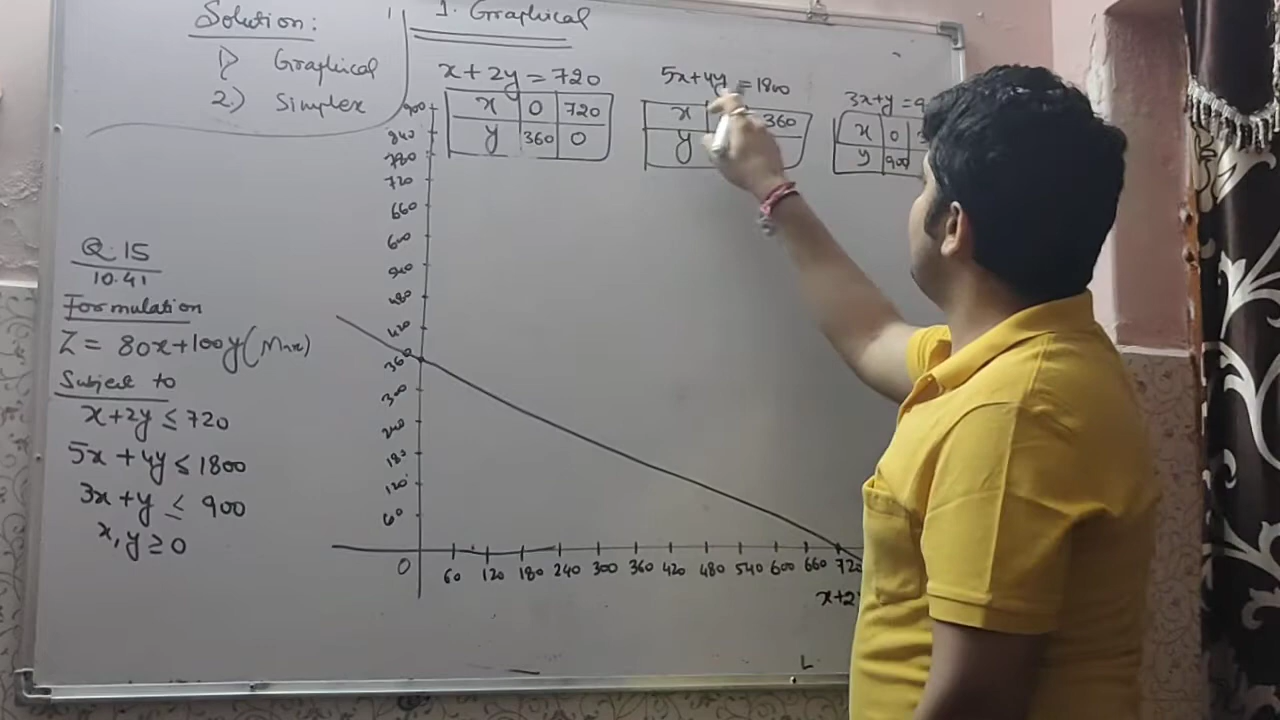 Solution:
1) Graphical
2.) Simplex
1. Graphical
x+2y=720
x 0 720
y 360 0
5x+4y=1800
x 360
y
3x+y=9
x 0
y 900
900
840
780
720
660
600
540
480
420
360
300
240
180
120
60
0 60 120 180 240 300 360 420 480 540 600 660 720
x+2
Q.15
10.41
Formulation
Z = 80x+100y(Max)
Subject to
x+2y ≤ 720
5x+4y ≤ 1800
3x+y ≤ 900
x, y ≥ 0